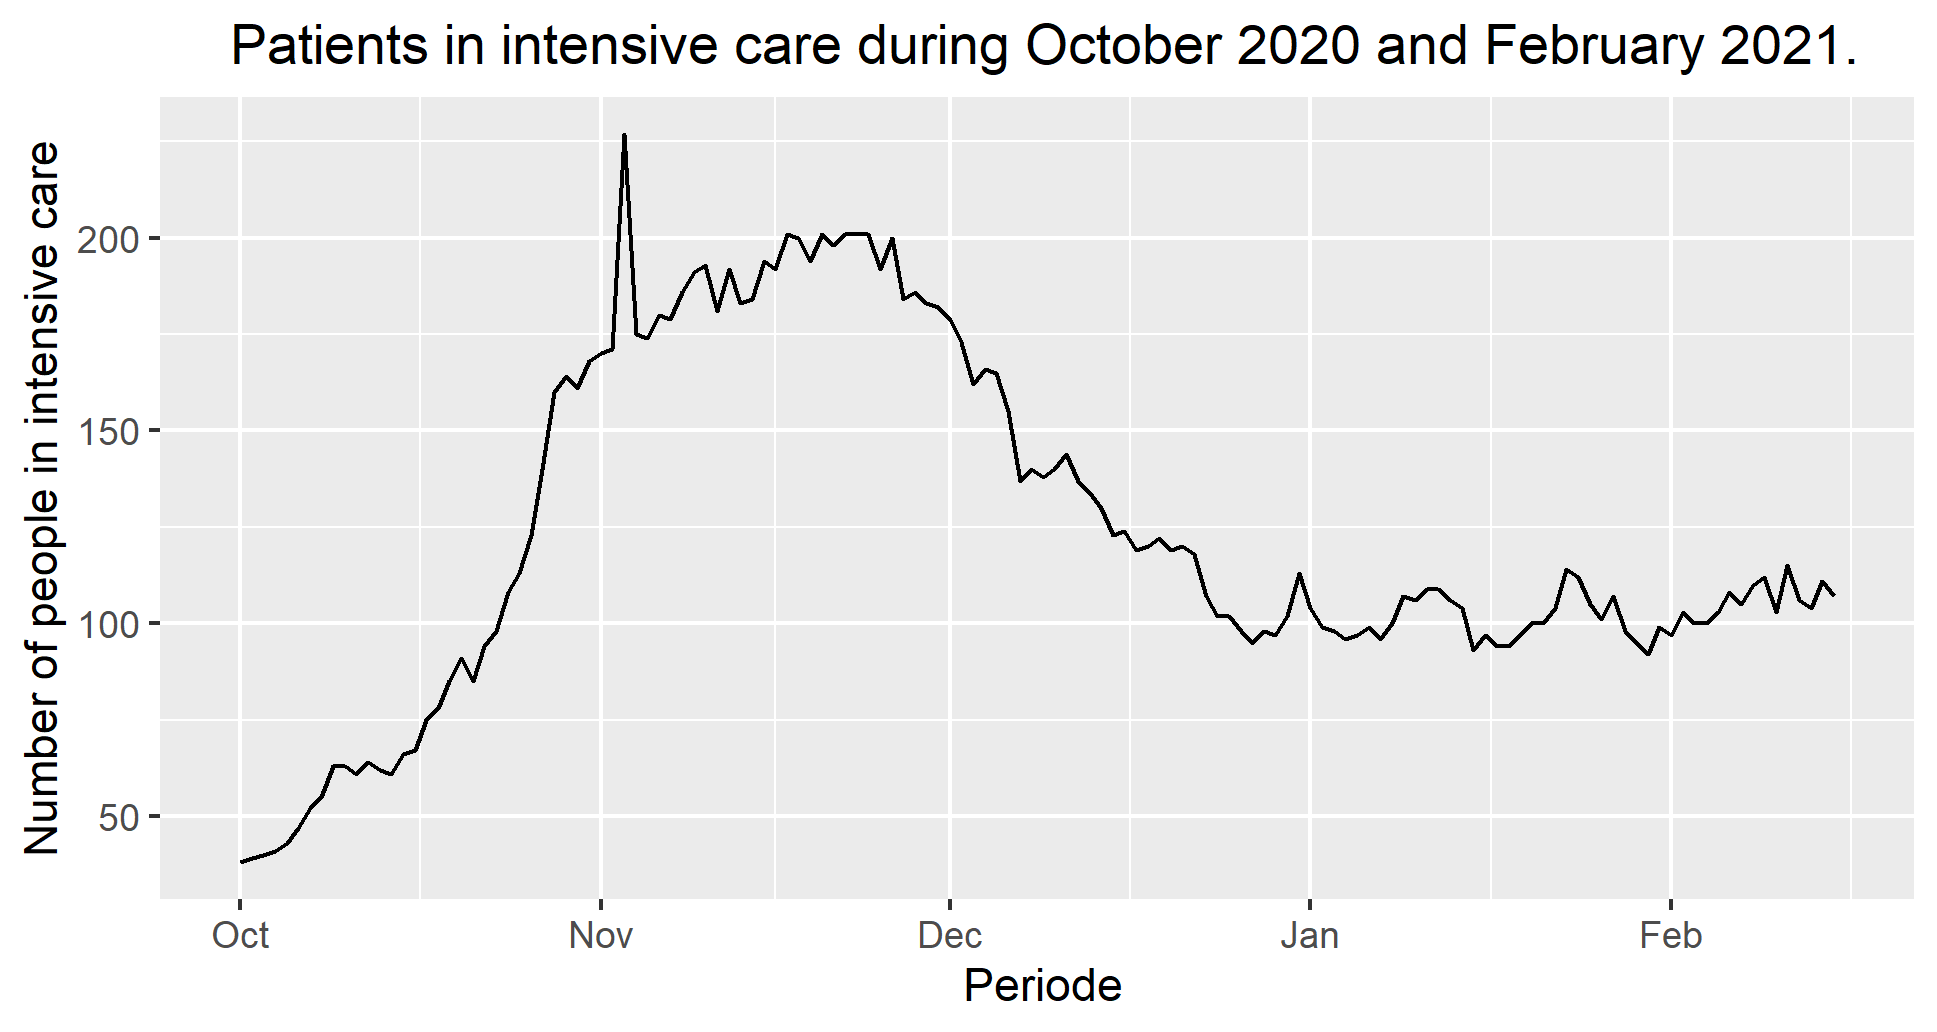 Patients in intensive care during October 2020 and February 2021.
Number of people in intensive care
200
150
100
50
Oct
Nov
Dec
Jan
Feb
Periode